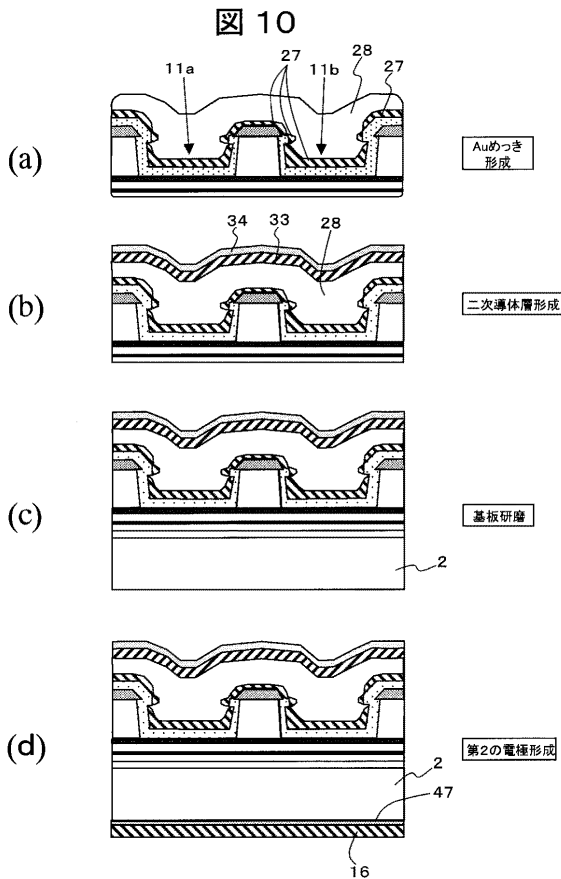 図 10
27
28
11a
11b
27
(a)
Auめっき
形成
34
33
28
(b)
二次導体層形成
(c)
基板研磨
2
(d)
第2の電極形成
2
47
16